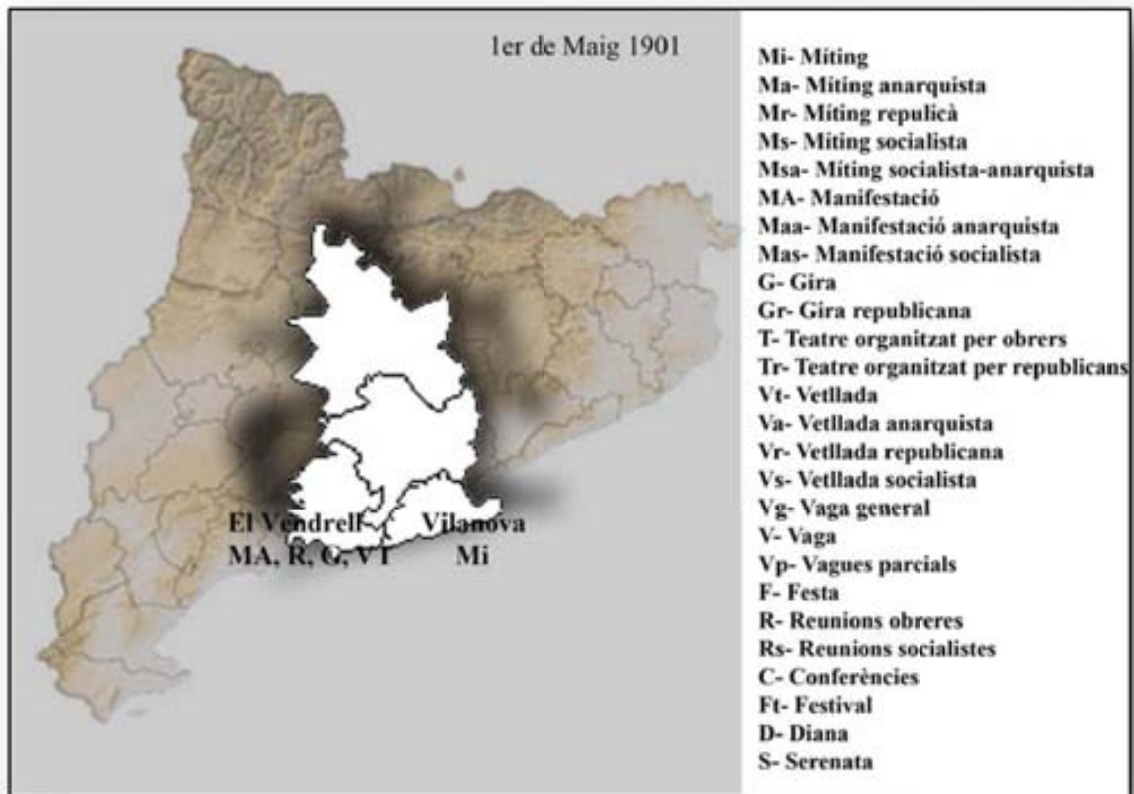 1er de Maig 1901
El Vendrell
MA, R, G, VT
Vilanova
Mi
Mi- Míting
Ma- Míting anarquista
Mr- Míting repulicà
Ms- Míting socialista
Msa- Míting socialista-anarquista
MA- Manifestació
Maa- Manifestació anarquista
Mas- Manifestació socialista
G- Gira
Gr- Gira republicana
T- Teatre organitzat per obrers
Tr- Teatre organitzat per republicans
Vt- Vetllada
Va- Vetllada anarquista
Vr- Vetllada republicana
Vs- Vetllada socialista
Vg- Vaga general
V- Vaga
Vp- Vagues parcials
F- Festa
R- Reunions obreres
Rs- Reunions socialistes
C- Conferències
Ft- Festival
D- Diana
S- Serenata